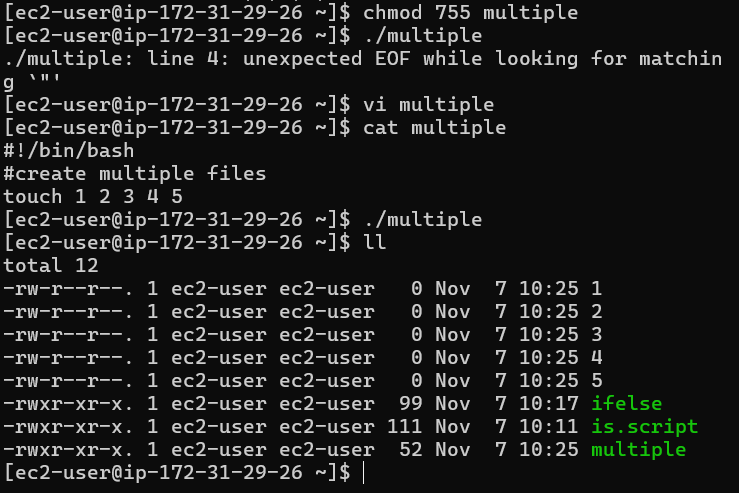 [ec2-user@ip-172-31-29-26 ~]$ chmod 755 multiple
[ec2-user@ip-172-31-29-26 ~]$ ./multiple
./multiple: line 4: unexpected EOF while looking for matchin
g `"'
[ec2-user@ip-172-31-29-26 ~]$ vi multiple
[ec2-user@ip-172-31-29-26 ~]$ cat multiple
#!/bin/bash
#create multiple files
touch 1 2 3 4 5
[ec2-user@ip-172-31-29-26 ~]$ ./multiple
[ec2-user@ip-172-31-29-26 ~]$ ll
total 12
-rw-r--r--. 1 ec2-user ec2-user   0 Nov  7 10:25 1
-rw-r--r--. 1 ec2-user ec2-user   0 Nov  7 10:25 2
-rw-r--r--. 1 ec2-user ec2-user   0 Nov  7 10:25 3
-rw-r--r--. 1 ec2-user ec2-user   0 Nov  7 10:25 4
-rw-r--r--. 1 ec2-user ec2-user   0 Nov  7 10:25 5
-rwxr-xr-x. 1 ec2-user ec2-user  99 Nov  7 10:17 ifelse
-rwxr-xr-x. 1 ec2-user ec2-user 111 Nov  7 10:11 is.script
-rwxr-xr-x. 1 ec2-user ec2-user  52 Nov  7 10:25 multiple
[ec2-user@ip-172-31-29-26 ~]$